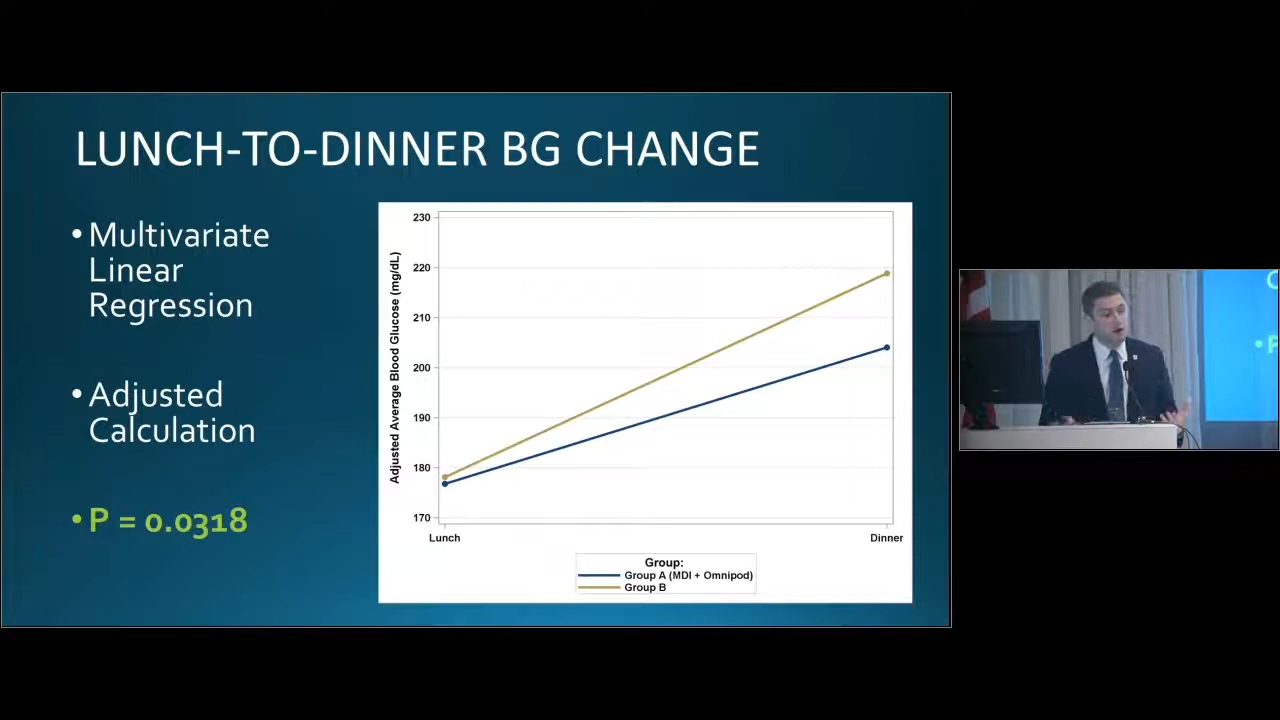 LUNCH-TO-DINNER BG CHANGE
• Multivariate
Linear
Regression
• Adjusted
Calculation
• P = 0.0318
Adjusted Average Blood Glucose (mg/dL)
230
220
210
200
190
180
170
Lunch
Dinner
Group:
Group A (MDI + Omnipod)
Group B